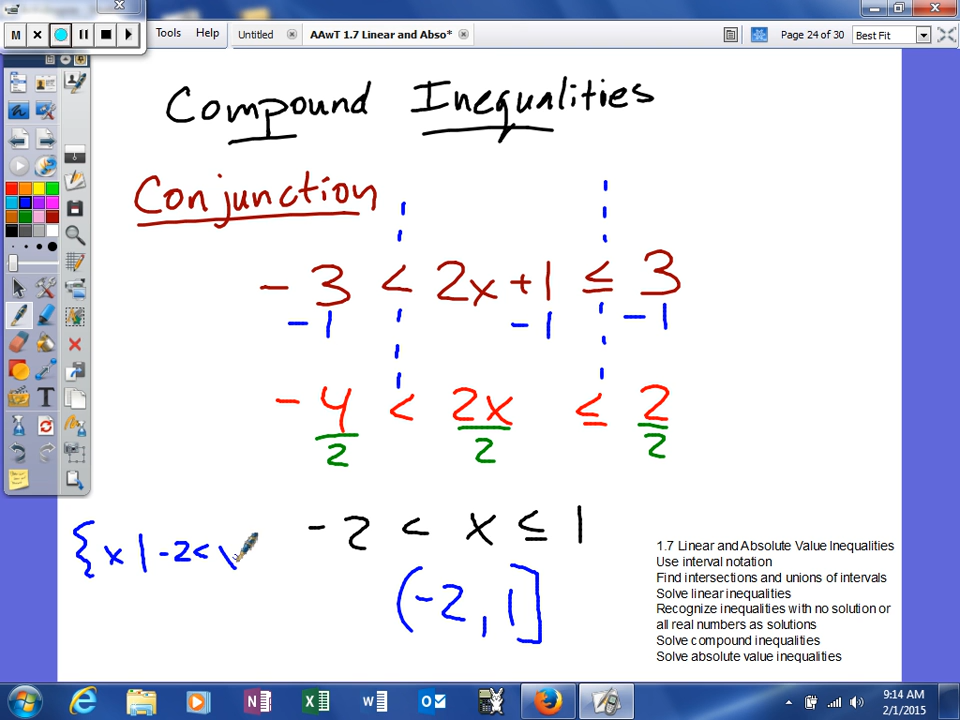 M
Tools Help Untitled AAwT 1.7 Linear and Abso* Page 24 of 30 Best Fit
Compound Inequalities
Conjunction
- 3 < 2x + 1 ≤ 3
- 1 - 1 - 1
- 4 < 2x ≤ 2
2 2 2
- 2 < x ≤ 1
{ x | - 2 <
(-2, 1]
1.7 Linear and Absolute Value Inequalities
Use interval notation
Find intersections and unions of intervals
Solve linear inequalities
Recognize inequalities with no solution or
all real numbers as solutions
Solve compound inequalities
Solve absolute value inequalities
9:14 AM
2/1/2015